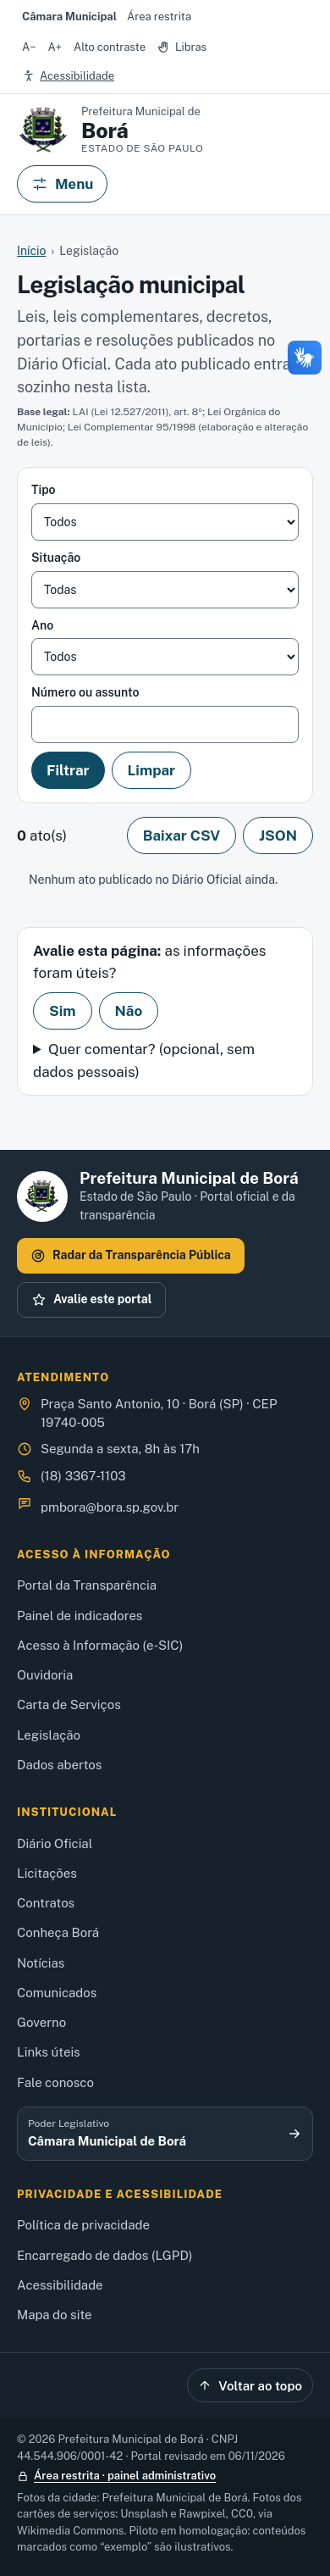 Câmara Municipal Área restrita
A− A+ Alto contraste Libras
Acessibilidade
Prefeitura Municipal de
Borá
ESTADO DE SÃO PAULO
Menu
Início › Legislação
Legislação municipal
Leis, leis complementares, decretos,
portarias e resoluções publicados no
Diário Oficial. Cada ato publicado entra
sozinho nesta lista.
Base legal: LAI (Lei 12.527/2011), art. 8º; Lei Orgânica do
Município; Lei Complementar 95/1998 (elaboração e alteração
de leis).
Tipo
Todos
Situação
Todas
Ano
Todos
Número ou assunto
Filtrar Limpar
0 ato(s) Baixar CSV JSON
Nenhum ato publicado no Diário Oficial ainda.
Avalie esta página: as informações
foram úteis?
Sim Não
Quer comentar? (opcional, sem
dados pessoais)
Prefeitura Municipal de Borá
Estado de São Paulo · Portal oficial e da
transparência
Radar da Transparência Pública
Avalie este portal
ATENDIMENTO
Praça Santo Antonio, 10 · Borá (SP) · CEP
19740-005
Segunda a sexta, 8h às 17h
(18) 3367-1103
pmbora@bora.sp.gov.br
ACESSO À INFORMAÇÃO
Portal da Transparência
Painel de indicadores
Acesso à Informação (e-SIC)
Ouvidoria
Carta de Serviços
Legislação
Dados abertos
INSTITUCIONAL
Diário Oficial
Licitações
Contratos
Conheça Borá
Notícias
Comunicados
Governo
Links úteis
Fale conosco
Poder Legislativo
Câmara Municipal de Borá
PRIVACIDADE E ACESSIBILIDADE
Política de privacidade
Encarregado de dados (LGPD)
Acessibilidade
Mapa do site
Voltar ao topo
© 2026 Prefeitura Municipal de Borá · CNPJ
44.544.906/0001-42 · Portal revisado em 06/11/2026
Área restrita · painel administrativo
Fotos da cidade: Prefeitura Municipal de Borá. Fotos dos
cartões de serviços: Unsplash e Rawpixel, CC0, via
Wikimedia Commons. Piloto em homologação: conteúdos
marcados como “exemplo” são ilustrativos.